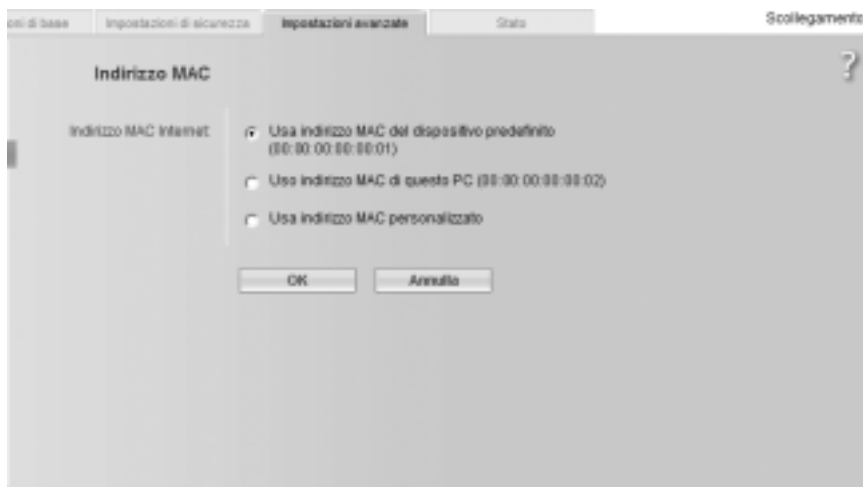 oni di base Impostazioni di sicurezza Impostazioni avanzate Stato Scollegamento
Indirizzo MAC ?
Indirizzo MAC Internet: Usa indirizzo MAC del dispositivo predefinito
(00:00:00:00:00:01)
Uso indirizzo MAC di questo PC (00:00:00:00:00:02)
Usa indirizzo MAC personalizzato
OK Annulla